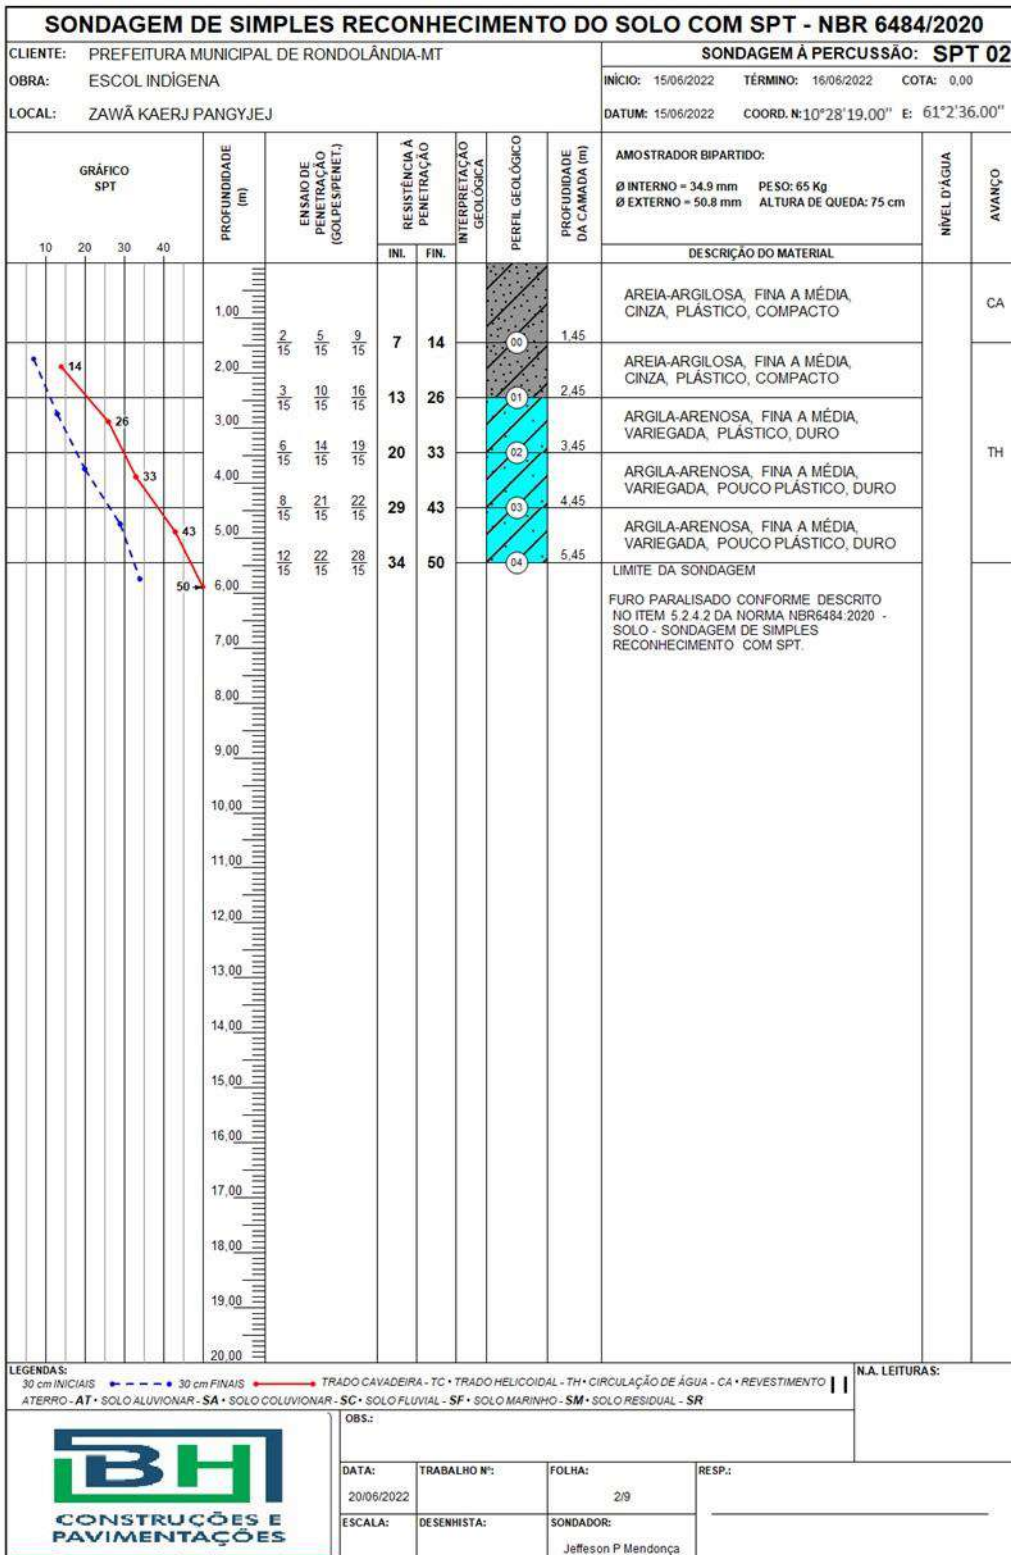 SONDAGEM DE SIMPLES RECONHECIMENTO DO SOLO COM SPT - NBR 6484/2020
CLIENTE: PREFEITURA MUNICIPAL DE RONDOLÂNDIA-MT
SONDAGEM À PERCUSSÃO: SPT 02
OBRA: ESCOL INDÍGENA
INÍCIO: 15/06/2022 TÉRMINO: 16/06/2022 COTA: 0,00
LOCAL: ZAWÃ KAERJ PANGYJEJ
DATUM: 15/06/2022 COORD. N:10°28'19.00" E: 61°2'36.00"
GRÁFICO
SPT
10 20 30 40
PROFUNDIDADE
(m)
ENSAIO DE
PENETRAÇÃO
(GOLPES/PENET.)
RESISTÊNCIA À
PENETRAÇÃO
INI. FIN.
INTERPRETAÇÃO
GEOLÓGICA
PERFIL GEOLÓGICO
PROFUDIDADE
DA CAMADA (m)
AMOSTRADOR BIPARTIDO:
Ø INTERNO = 34.9 mm PESO: 65 Kg
Ø EXTERNO = 50.8 mm ALTURA DE QUEDA: 75 cm
DESCRIÇÃO DO MATERIAL
NÍVEL D'ÁGUA
AVANÇO
1,00
AREIA-ARGILOSA, FINA A MÉDIA,
CINZA, PLÁSTICO, COMPACTO
CA
2/15 5/15 9/15 7 14 00 1,45
14
2,00
AREIA-ARGILOSA, FINA A MÉDIA,
CINZA, PLÁSTICO, COMPACTO
3/15 10/15 16/15 13 26 01 2,45
26
3,00
ARGILA-ARENOSA, FINA A MÉDIA,
VARIEGADA, PLÁSTICO, DURO
6/15 14/15 19/15 20 33 02 3,45
TH
33
4,00
ARGILA-ARENOSA, FINA A MÉDIA,
VARIEGADA, POUCO PLÁSTICO, DURO
8/15 21/15 22/15 29 43 03 4,45
43
5,00
ARGILA-ARENOSA, FINA A MÉDIA,
VARIEGADA, POUCO PLÁSTICO, DURO
12/15 22/15 28/15 34 50 04 5,45
50
6,00
LIMITE DA SONDAGEM
FURO PARALISADO CONFORME DESCRITO
NO ITEM 5.2.4.2 DA NORMA NBR6484:2020 -
SOLO - SONDAGEM DE SIMPLES
RECONHECIMENTO COM SPT.
7,00
8,00
9,00
10,00
11,00
12,00
13,00
14,00
15,00
16,00
17,00
18,00
19,00
20,00
LEGENDAS:
30 cm INICIAIS 30 cm FINAIS TRADO CAVADEIRA - TC • TRADO HELICOIDAL - TH • CIRCULAÇÃO DE ÁGUA - CA • REVESTIMENTO
ATERRO - AT • SOLO ALUVIONAR - SA • SOLO COLUVIONAR - SC • SOLO FLUVIAL - SF • SOLO MARINHO - SM • SOLO RESIDUAL - SR
N.A. LEITURAS:
BH
CONSTRUÇÕES E
PAVIMENTAÇÕES
OBS.:
DATA: TRABALHO Nº: FOLHA: RESP.:
20/06/2022 2/9
ESCALA: DESENHISTA: SONDADOR:
Jeffeson P Mendonça